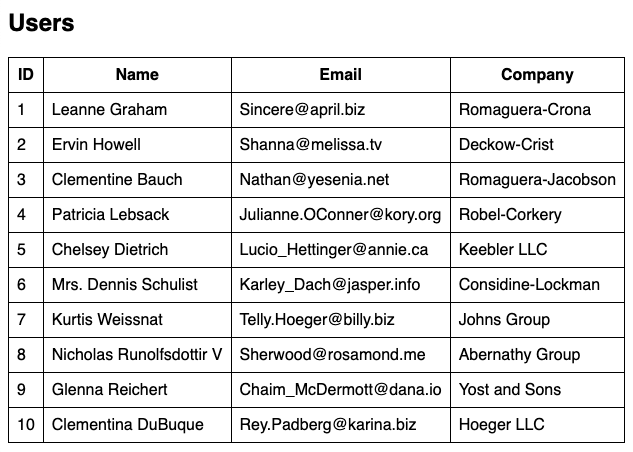 Users
ID Name Email Company
1 Leanne Graham Sincere@april.biz Romaguera-Crona
2 Ervin Howell Shanna@melissa.tv Deckow-Crist
3 Clementine Bauch Nathan@yesenia.net Romaguera-Jacobson
4 Patricia Lebsack Julianne.OConner@kory.org Robel-Corkery
5 Chelsey Dietrich Lucio_Hettinger@annie.ca Keebler LLC
6 Mrs. Dennis Schulist Karley_Dach@jasper.info Considine-Lockman
7 Kurtis Weissnat Telly.Hoeger@billy.biz Johns Group
8 Nicholas Runolfsdottir V Sherwood@rosamond.me Abernathy Group
9 Glenna Reichert Chaim_McDermott@dana.io Yost and Sons
10 Clementina DuBuque Rey.Padberg@karina.biz Hoeger LLC